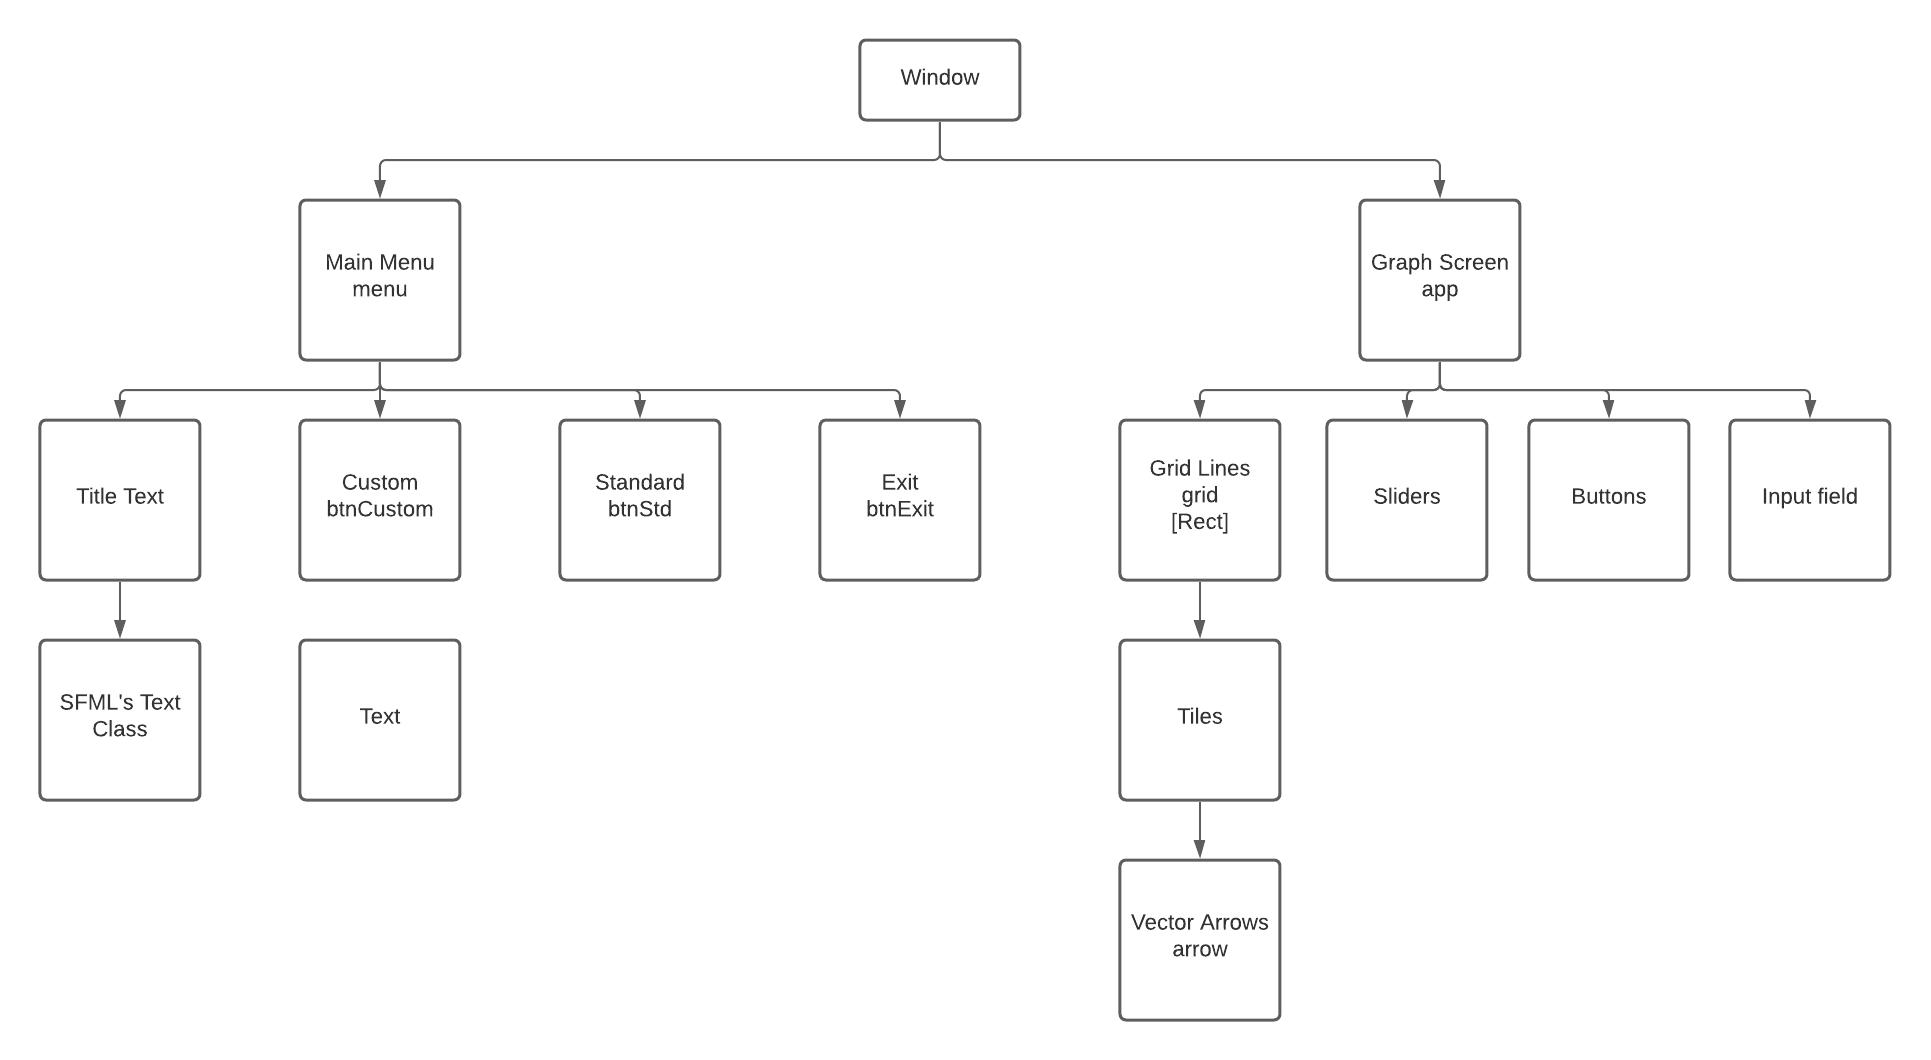 Window
Main Menu
menu
Graph Screen
app
Title Text
Custom
btnCustom
Standard
btnStd
Exit
btnExit
Grid Lines
grid
[Rect]
Sliders
Buttons
Input field
SFML's Text
Class
Text
Tiles
Vector Arrows
arrow